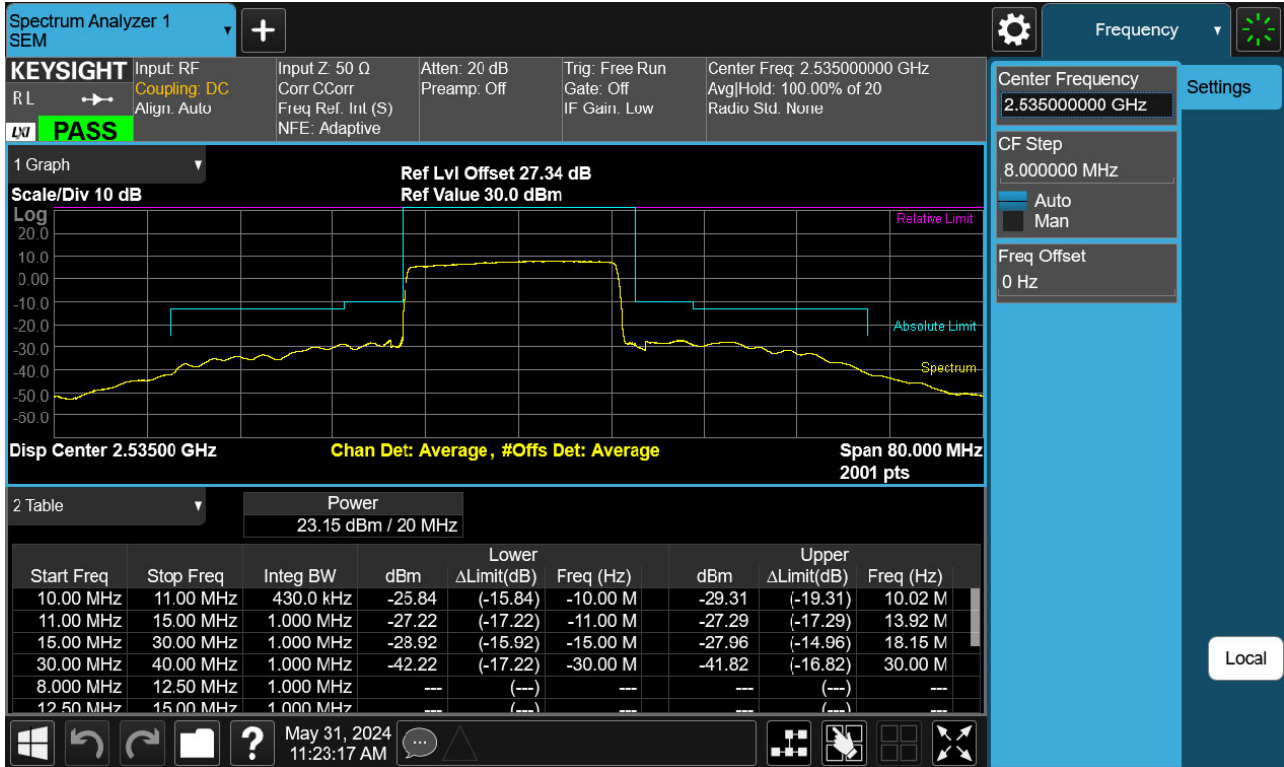 Spectrum Analyzer 1
SEM
Frequency
KEYSIGHT
R L
LXI
PASS
Input: RF
Coupling: DC
Align: Auto
Input Z: 50 Ω
Corr CCorr
Freq Ref: Int (S)
NFE: Adaptive
Atten: 20 dB
Preamp: Off
Trig: Free Run
Gate: Off
IF Gain: Low
Center Freq: 2.535000000 GHz
Avg|Hold: 100.00% of 20
Radio Std: None
Center Frequency
2.535000000 GHz
Settings
CF Step
8.000000 MHz
Auto
Man
Freq Offset
0 Hz
Local
1 Graph
Scale/Div 10 dB
Ref Lvl Offset 27.34 dB
Ref Value 30.0 dBm
Log
20.0
10.0
0.00
-10.0
-20.0
-30.0
-40.0
-50.0
-60.0
Relative Limit
Absolute Limit
Spectrum
Disp Center 2.53500 GHz
Chan Det: Average , #Offs Det: Average
Span 80.000 MHz
2001 pts
2 Table
Power
23.15 dBm / 20 MHz
Lower Upper
Start Freq Stop Freq Integ BW dBm ΔLimit(dB) Freq (Hz) dBm ΔLimit(dB) Freq (Hz)
10.00 MHz 11.00 MHz 430.0 kHz -25.84 (-15.84) -10.00 M -29.31 (-19.31) 10.02 M
11.00 MHz 15.00 MHz 1.000 MHz -27.22 (-17.22) -11.00 M -27.29 (-17.29) 13.92 M
15.00 MHz 30.00 MHz 1.000 MHz -28.92 (-15.92) -15.00 M -27.96 (-14.96) 18.15 M
30.00 MHz 40.00 MHz 1.000 MHz -42.22 (-17.22) -30.00 M -41.82 (-16.82) 30.00 M
8.000 MHz 12.50 MHz 1.000 MHz --- (---) --- --- (---) ---
12.50 MHz 15.00 MHz 1.000 MHz --- (---) --- --- (---) ---
?
May 31, 2024
11:23:17 AM